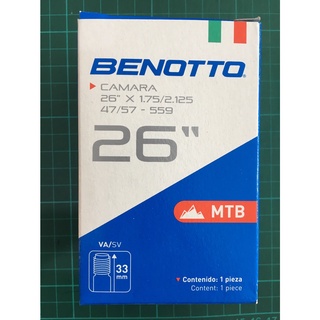 BENOTTO
CAMARA
26" X 1.75/2.125
47/57 - 559
26"
MTB
VA/SV
33
mm
Contenido: 1 pieza
Content: 1 piece